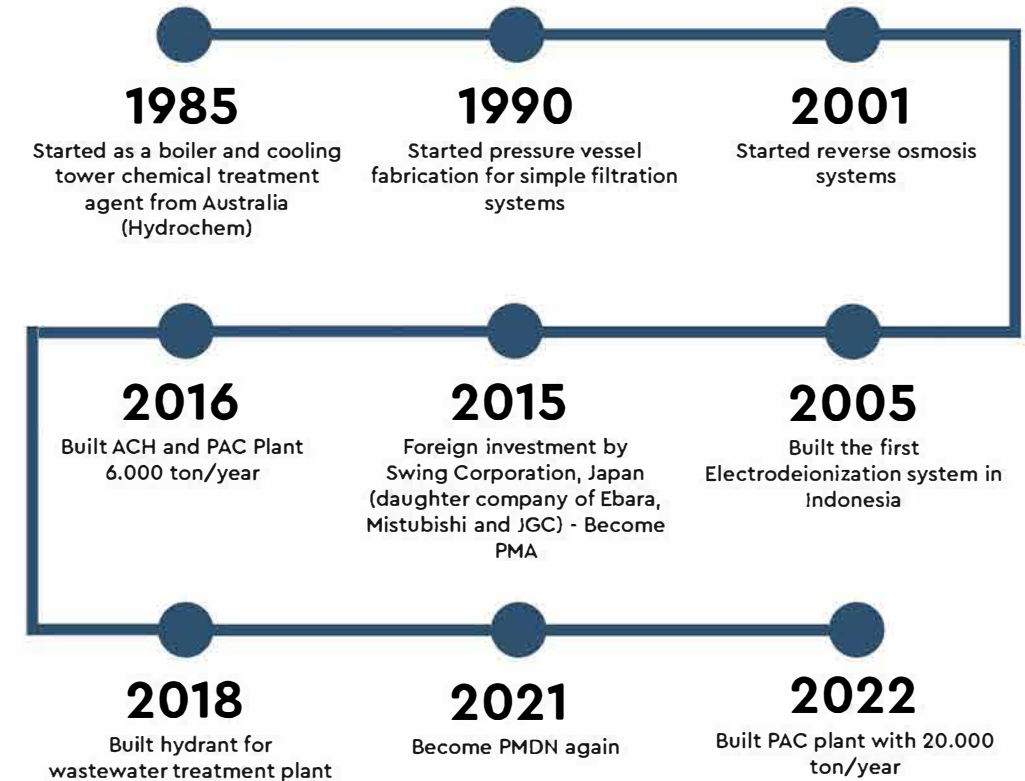 1985
Started as a boiler and cooling
tower chemical treatment
agent from Australia
(Hydrochem)
1990
Started pressure vessel
fabrication for simple filtration
systems
2001
Started reverse osmosis
systems
2005
Built the first
Electrodeionization system in
Indonesia
2015
Foreign investment by
Swing Corporation, Japan
(daughter company of Ebara,
Mistubishi and JGC) - Become
PMA
2016
Built ACH and PAC Plant
6.000 ton/year
2018
Built hydrant for
wastewater treatment plant
2021
Become PMDN again
2022
Built PAC plant with 20.000
ton/year